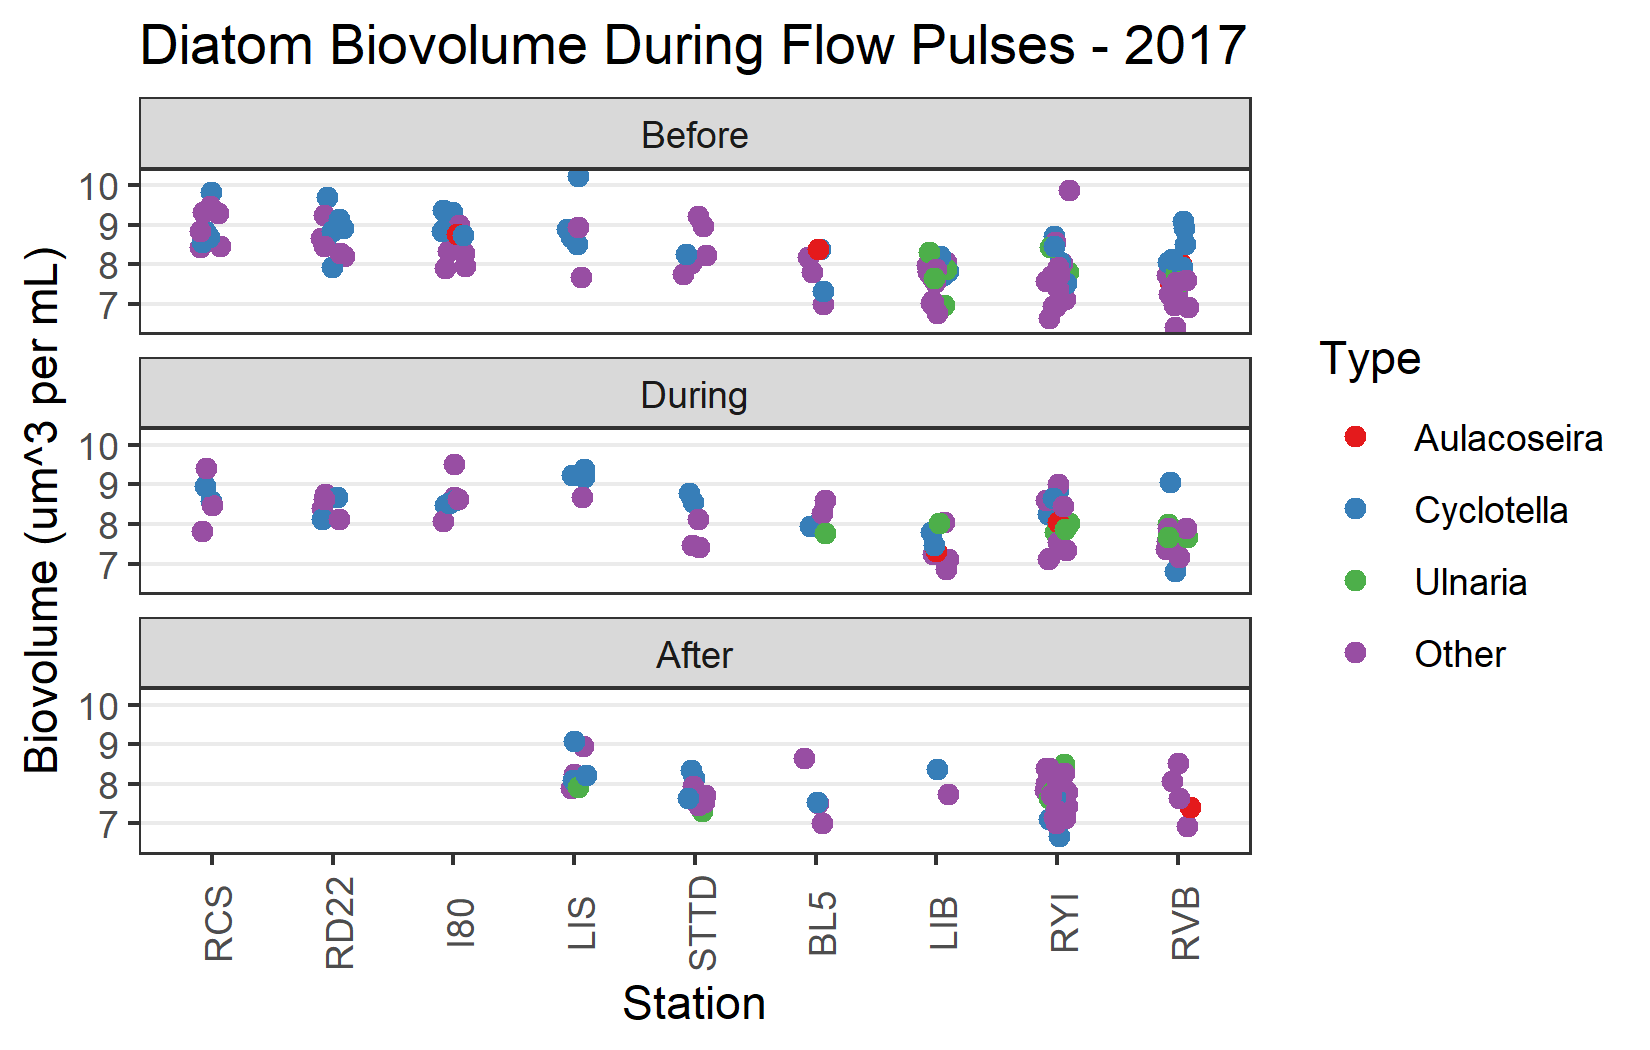 Diatom Biovolume During Flow Pulses - 2017
Biovolume (um^3 per mL)
Before
10
9
8
7
During
10
9
8
7
After
10
9
8
7
RCS
RD22
I80
LIS
STTD
BL5
LIB
RYI
RVB
Station
Type
Aulacoseira
Cyclotella
Ulnaria
Other